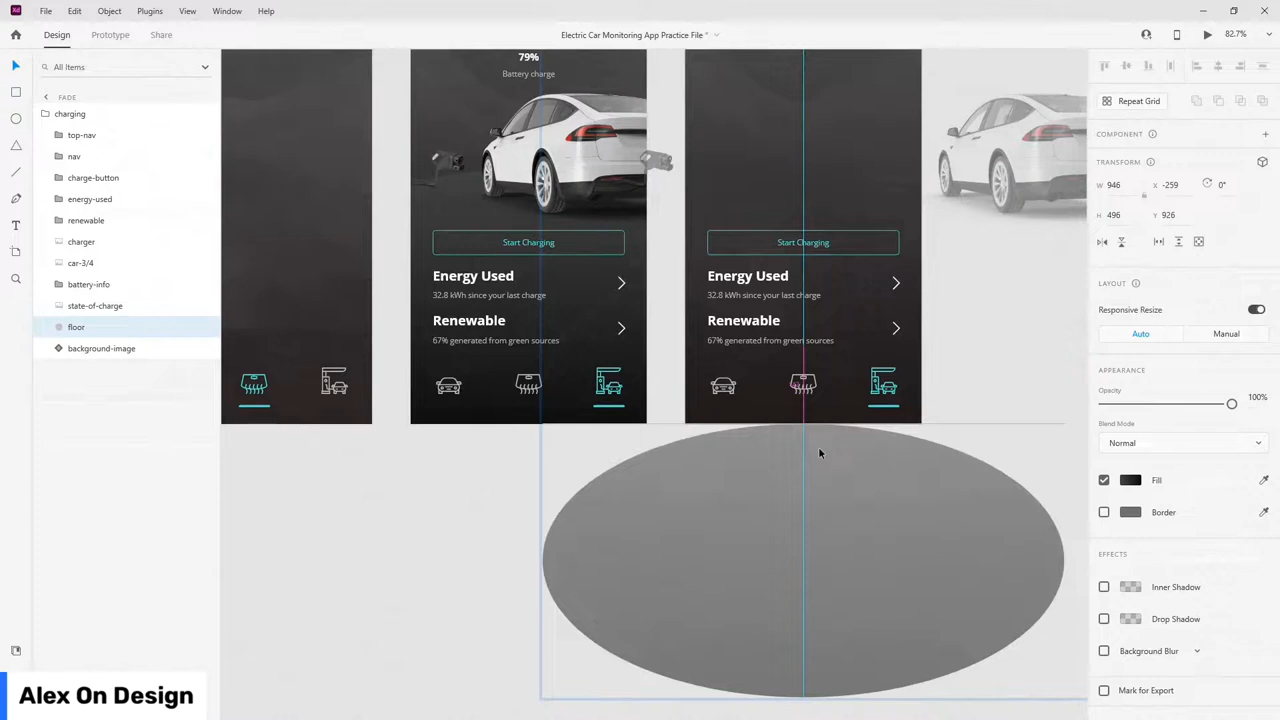 Xd File Edit Object Plugins View Window Help
Design Prototype Share
Electric Car Monitoring App Practice File *
82.7%
All Items
FADE
charging
top-nav
nav
charge-button
energy-used
renewable
charger
car-3/4
battery-info
state-of-charge
floor
background-image
79%
Battery charge
Start Charging
Energy Used
32.8 kWh since your last charge
Renewable
67% generated from green sources
Start Charging
Energy Used
32.8 kWh since your last charge
Renewable
67% generated from green sources
Repeat Grid
COMPONENT
TRANSFORM
W 946 X -259 0°
H 496 Y 926
LAYOUT
Responsive Resize
Auto Manual
APPEARANCE
Opacity
100%
Blend Mode
Normal
Fill
Border
EFFECTS
Inner Shadow
Drop Shadow
Background Blur
Mark for Export
Alex On Design